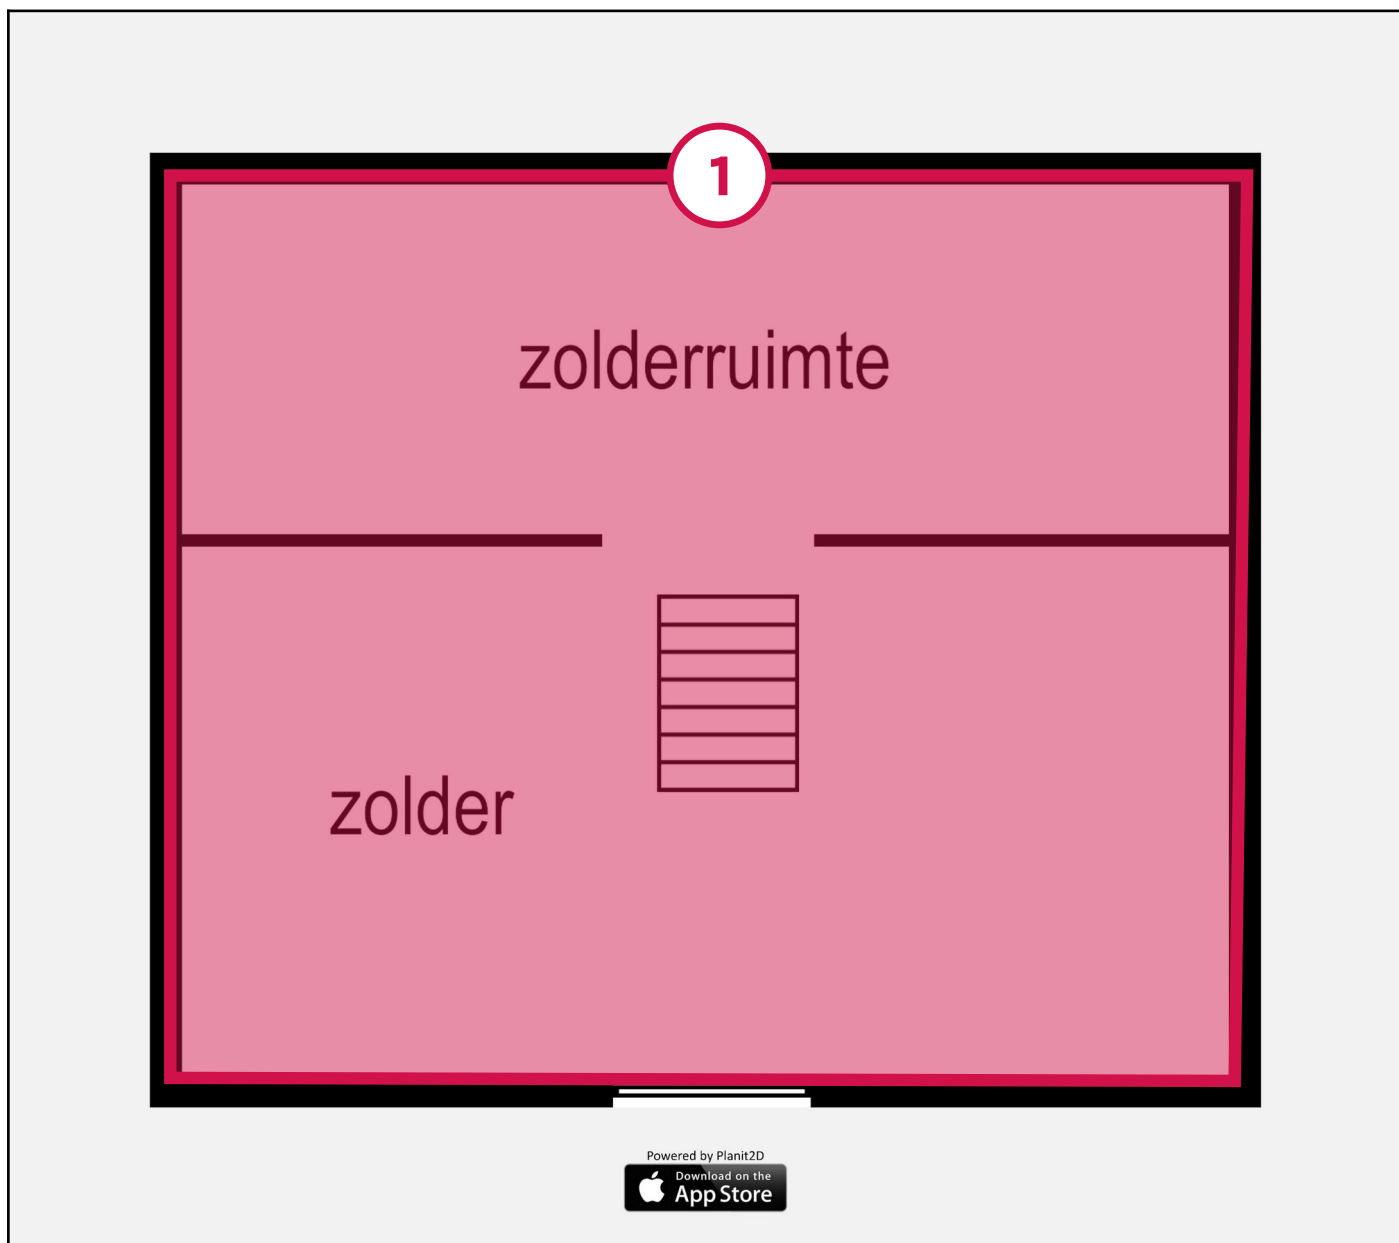 1
zolderruimte
zolder
Powered by Planit2D
Download on the
App Store